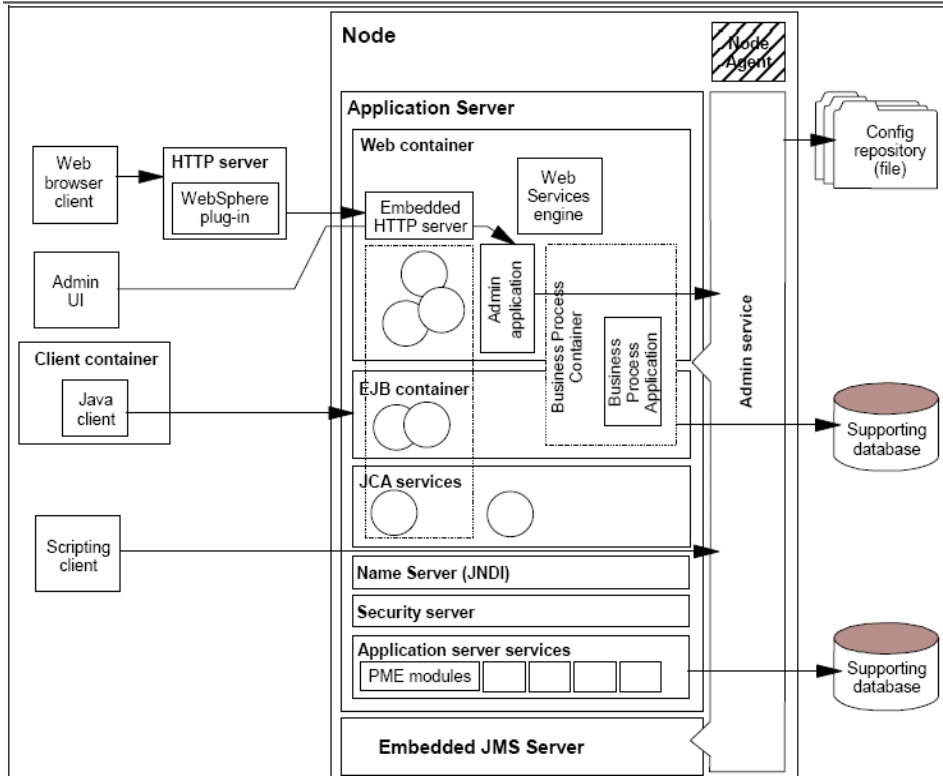 Node
Node
Agent
Application Server
Web container
Web
browser
client
HTTP server
WebSphere
plug-in
Embedded
HTTP server
Web
Services
engine
Config
repository
(file)
Admin
UI
Admin
application
Business Process
Container
Business
Process
Application
Admin service
Client container
Java
client
EJB container
Supporting
database
JCA services
Scripting
client
Name Server (JNDI)
Security server
Application server services
PME modules
Supporting
database
Embedded JMS Server